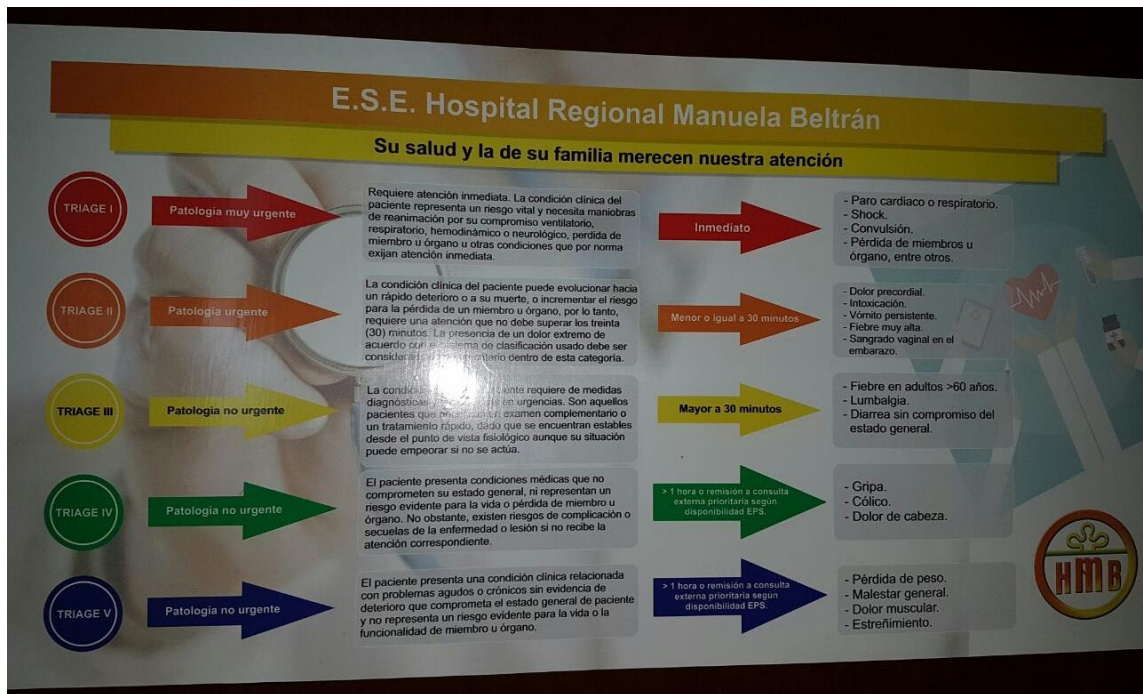 E.S.E. Hospital Regional Manuela Beltrán
Su salud y la de su familia merecen nuestra atención
TRIAGE I
Patologia muy urgente
Requiere atención inmediata. La condición clínica del
paciente representa un riesgo vital y necesita maniobras
de reanimación por su compromiso ventilatorio,
respiratorio, hemodinámico o neurológico, perdida de
miembro u órgano u otras condiciones que por norma
exijan atención inmediata.
Inmediato
- Paro cardiaco o respiratorio.
- Shock.
- Convulsión.
- Pérdida de miembros u
órgano, entre otros.
TRIAGE II
Patologia urgente
La condición clínica del paciente puede evolucionar hacia
un rápido deterioro o a su muerte, o incrementar el riesgo
para la pérdida de un miembro u órgano, por lo tanto,
requiere una atención que no debe superar los treinta
(30) minutos. La presencia de un dolor extremo de
acuerdo con el sistema de clasificación usado debe ser
dentro de esta categoría.
Menor o igual a 30 minutos
- Dolor precordial.
- Intoxicación.
- Vómito persistente.
- Fiebre muy alta.
- Sangrado vaginal en el
embarazo.
TRIAGE III
Patologia no urgente
La requiere de medidas
diagnósticas en urgencias. Son aquellos
pacientes que examen complementario o
un tratamiento rápido, dado que se encuentran estables
desde el punto de vista fisiológico aunque su situación
puede empeorar si no se actúa.
Mayor a 30 minutos
- Fiebre en adultos >60 años.
- Lumbalgia.
- Diarrea sin compromiso del
estado general.
TRIAGE IV
Patologia no urgente
El paciente presenta condiciones médicas que no
comprometen su estado general, ni representan un
riesgo evidente para la vida o pérdida de miembro u
órgano. No obstante, existen riesgos de complicación o
secuelas de la enfermedad o lesión si no recibe la
atención correspondiente.
> 1 hora o remisión a consulta
externa prioritaria según
disponibilidad EPS.
- Gripa.
- Cólico.
- Dolor de cabeza.
TRIAGE V
Patologia no urgente
El paciente presenta una condición clínica relacionada
con problemas agudos o crónicos sin evidencia de
deterioro que comprometa el estado general de paciente
y no representa un riesgo evidente para la vida o la
funcionalidad de miembro u órgano.
> 1 hora o remisión a consulta
externa prioritaria según
disponibilidad EPS.
- Pérdida de peso.
- Malestar general.
- Dolor muscular.
- Estreñimiento.
HMB